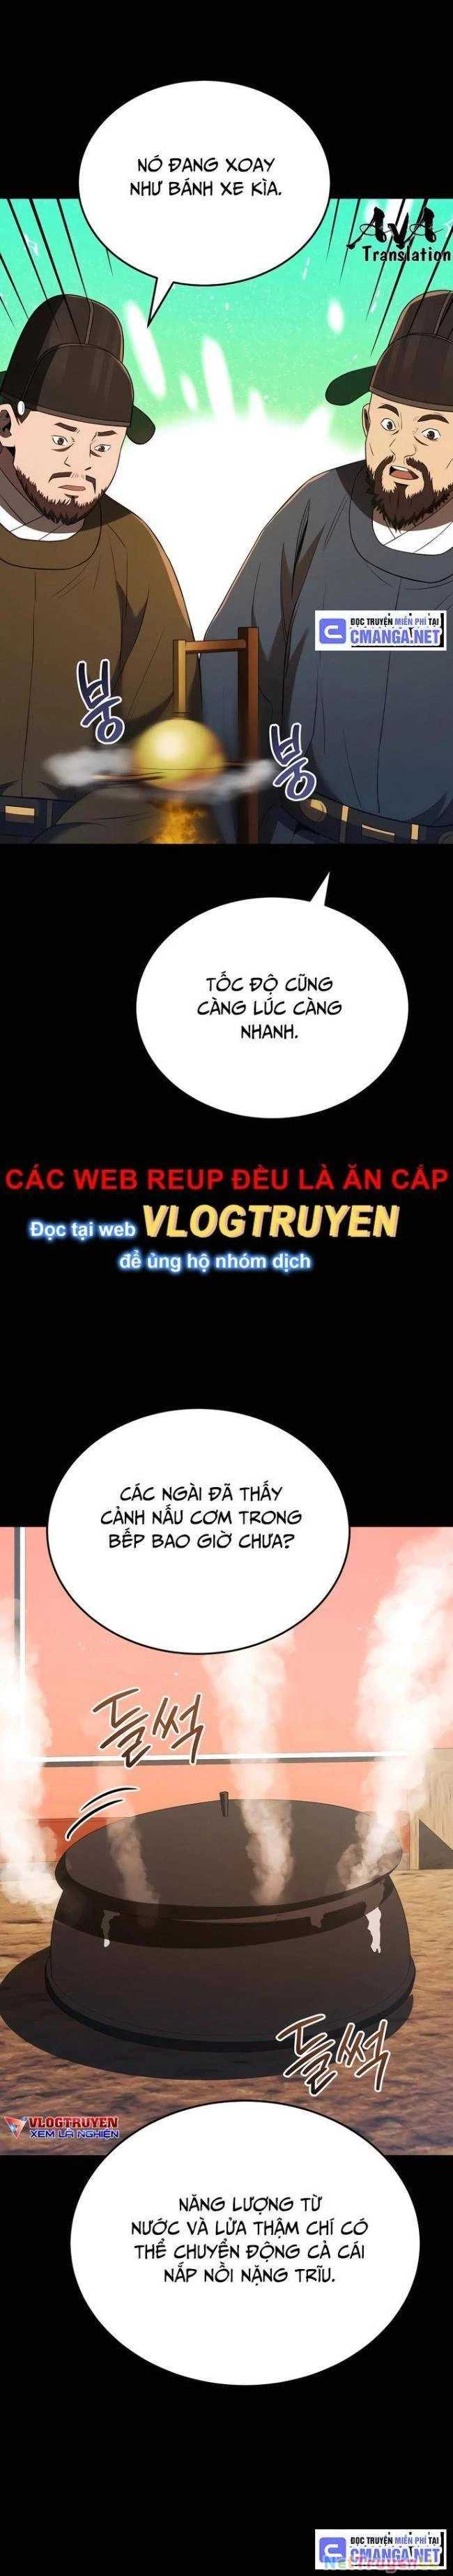 NÓ ĐANG XOAY
NHƯ BÁNH XE KÌA.
AVA
Translation
ĐỌC TRUYỆN MIỄN PHÍ TẠI
CMANGA.NET
붕
붕
TỐC ĐỘ CŨNG
CÀNG LÚC CÀNG
NHANH.
CÁC WEB REUP ĐỀU LÀ ĂN CẮP
Đọc tại web VLOGTRUYEN
để ủng hộ nhóm dịch
CÁC NGÀI ĐÃ THẤY
CẢNH NẤU CƠM TRONG
BẾP BAO GIỜ CHƯA?
들썩
들썩
VLOGTRUYEN
XEM LÀ NGHIỆN
NĂNG LƯỢNG TỪ
NƯỚC VÀ LỬA THẬM CHÍ CÓ
THỂ CHUYỂN ĐỘNG CẢ CÁI
NẮP NỒI NẶNG TRĨU.
ĐỌC TRUYỆN MIỄN PHÍ TẠI
CMANGA.NET